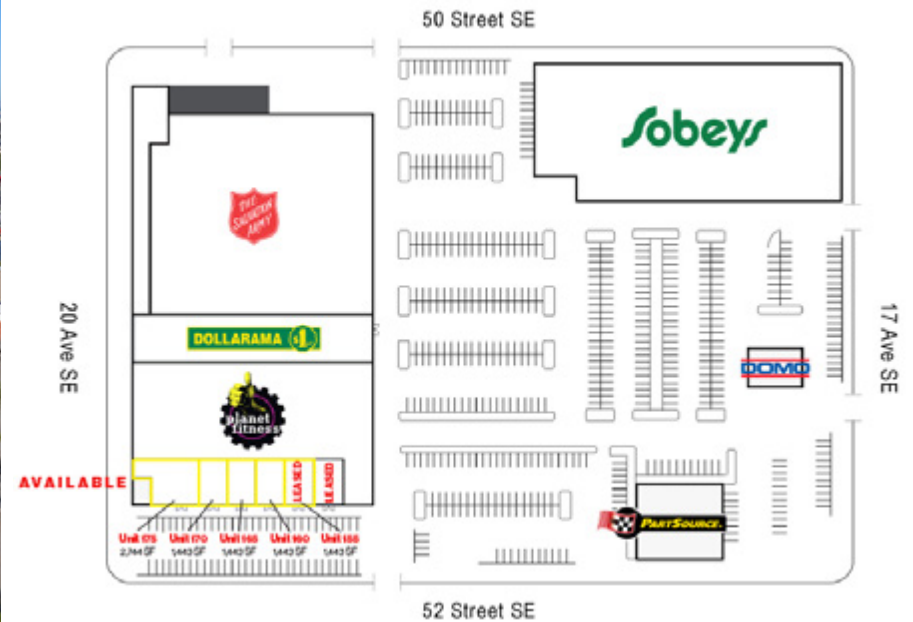 50 Street SE
Sobeys
THE
SALVATION
ARMY
20 Ave SE
17 Ave SE
DOLLARAMA $1
DOMO
planet
fitness
AVAILABLE
LEASED
LEASED
PARTSOURCE
Unit 175
Unit 170
Unit 165
Unit 160
Unit 155
2,744 SF
1,443 SF
1,443 SF
1,443 SF
1,443 SF
52 Street SE